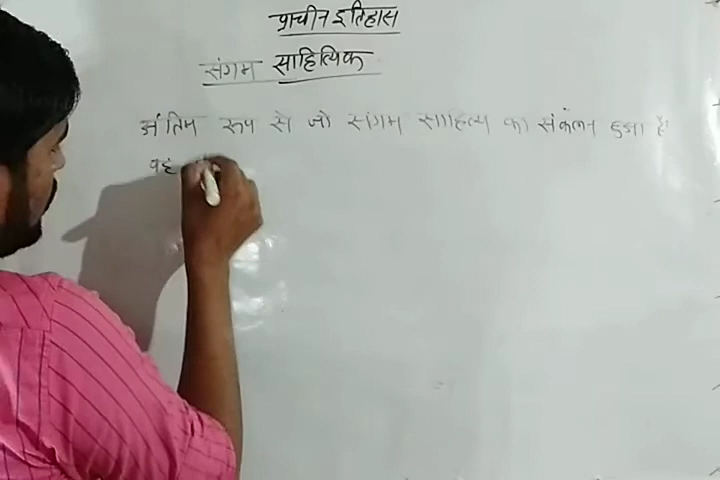 प्राचीन इतिहास
संगम साहित्यिक
अंतिम रूप से जो संगम साहित्य का संकलन हुआ है
वह